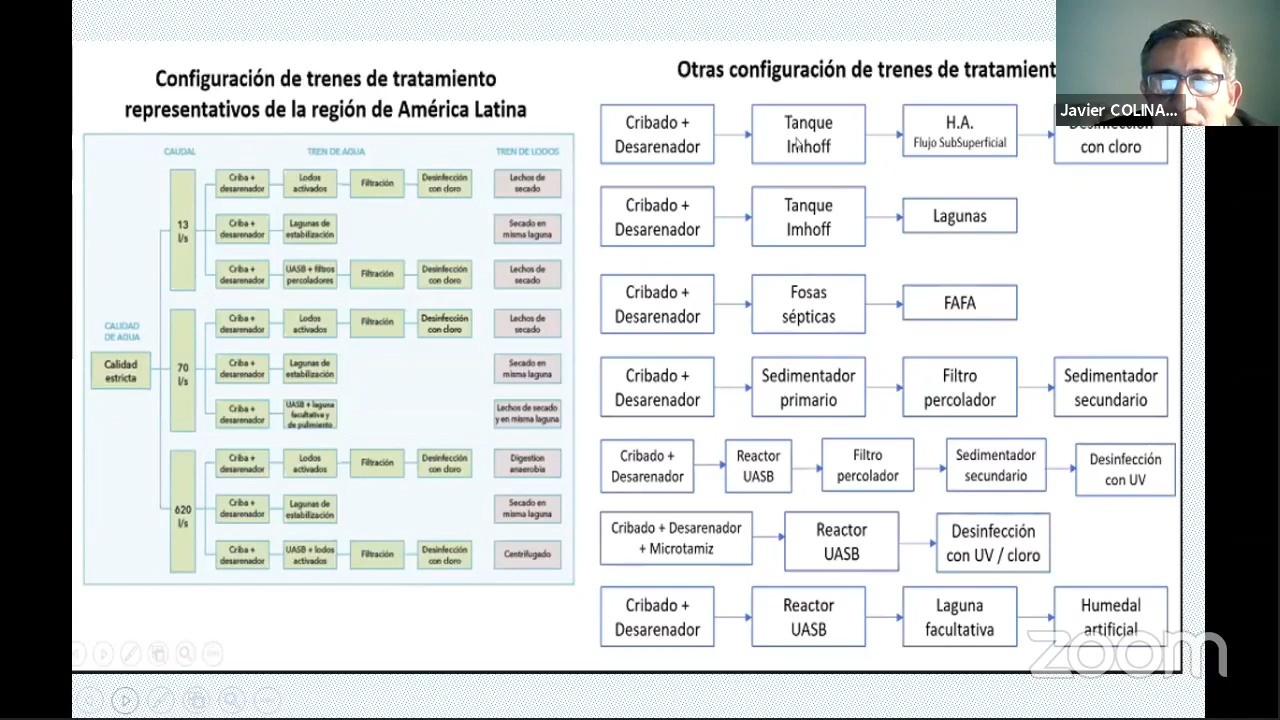 Configuración de trenes de tratamiento
representativos de la región de América Latina
CAUDAL
TREN DE AGUA
TREN DE LODOS
CALIDAD
DE AGUA
Calidad
estricta
13
l/s
Criba +
desarenador
Lodos
activados
Filtración
Desinfección
con cloro
Lechos de
secado
Criba +
desarenador
Lagunas de
estabilización
Secado en
misma laguna
Criba +
desarenador
UASB + filtros
percoladores
Filtración
Desinfección
con cloro
Lechos de
secado
70
l/s
Criba +
desarenador
Lodos
activados
Filtración
Desinfección
con cloro
Lechos de
secado
Criba +
desarenador
Lagunas de
estabilización
Secado en
misma laguna
Criba +
desarenador
UASB + laguna
facultativa y
de pulimiento
Lechos de secado
y en misma laguna
620
l/s
Criba +
desarenador
Lodos
activados
Filtración
Desinfección
con cloro
Digestion
anaerobia
Criba +
desarenador
Lagunas de
estabilización
Secado en
misma laguna
Criba +
desarenador
UASB + lodos
activados
Filtración
Desinfección
con cloro
Centrifugado
Otras configuración de trenes de tratamient
Cribado +
Desarenador
Tanque
Imhoff
H.A.
Flujo SubSuperficial
Desinfección
con cloro
Cribado +
Desarenador
Tanque
Imhoff
Lagunas
Cribado +
Desarenador
Fosas
sépticas
FAFA
Cribado +
Desarenador
Sedimentador
primario
Filtro
percolador
Sedimentador
secundario
Cribado +
Desarenador
Reactor
UASB
Filtro
percolador
Sedimentador
secundario
Desinfección
con UV
Cribado + Desarenador
+ Microtamiz
Reactor
UASB
Desinfección
con UV / cloro
Cribado +
Desarenador
Reactor
UASB
Laguna
facultativa
Humedal
artificial
Javier COLINA...
zoom